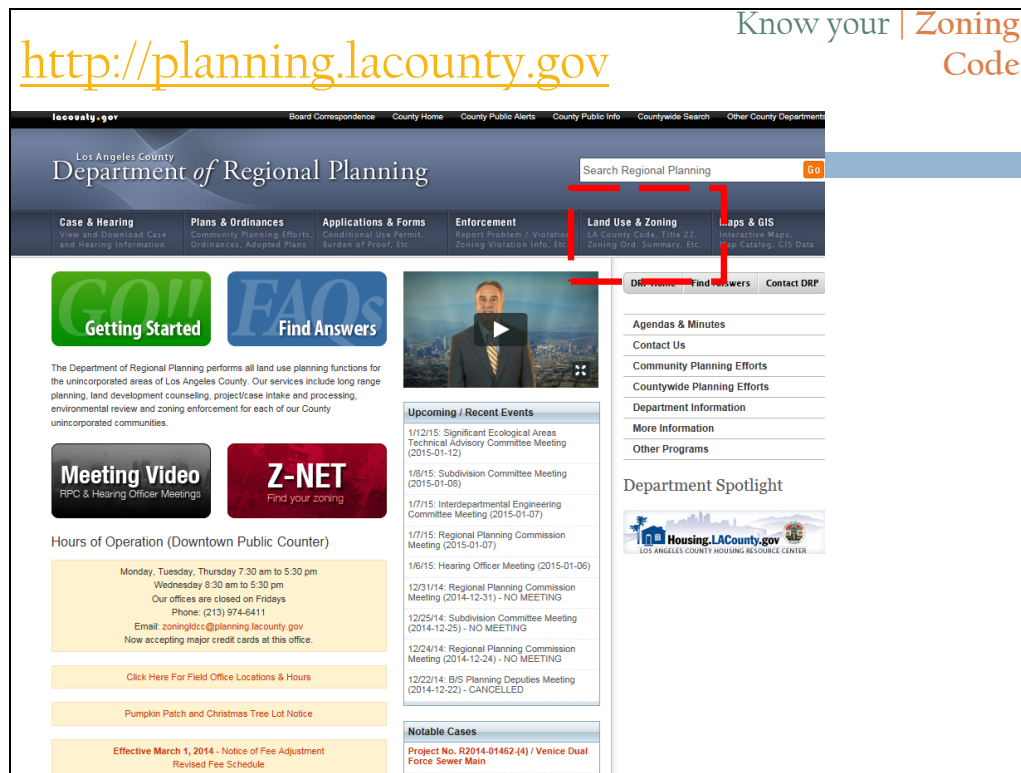 http://planning.lacounty.gov
Know your | Zoning
Code
lacounty.gov
Board Correspondence County Home County Public Alerts County Public Info Countywide Search Other County Departments
Los Angeles County
Department of Regional Planning
Search Regional Planning
Go
Case & Hearing
View and Download Case
and Hearing Information
Plans & Ordinances
Community Planning Efforts,
Ordinances, Adopted Plans
Applications & Forms
Conditional Use Permit,
Burden of Proof, Etc.
Enforcement
Report Problem / Violation
Zoning Violation Info, Etc
Land Use & Zoning
LA County Code, Title 22,
Zoning Ord. Summary, Etc.
Maps & GIS
Interactive Maps,
Map Catalog, GIS Data
GO!!
Getting Started
FAQs
Find Answers
The Department of Regional Planning performs all land use planning functions for
the unincorporated areas of Los Angeles County. Our services include long range
planning, land development counseling, project/case intake and processing,
environmental review and zoning enforcement for each of our County
unincorporated communities.
Meeting Video
RPC & Hearing Officer Meetings
Z-NET
Find your zoning
Hours of Operation (Downtown Public Counter)
Monday, Tuesday, Thursday 7:30 am to 5:30 pm
Wednesday 8:30 am to 5:30 pm
Our offices are closed on Fridays
Phone: (213) 974-6411
Email: zoningldcc@planning.lacounty.gov
Now accepting major credit cards at this office.
Click Here For Field Office Locations & Hours
Pumpkin Patch and Christmas Tree Lot Notice
Effective March 1, 2014 - Notice of Fee Adjustment
Revised Fee Schedule
Upcoming / Recent Events
1/12/15: Significant Ecological Areas
Technical Advisory Committee Meeting
(2015-01-12)
1/8/15: Subdivision Committee Meeting
(2015-01-08)
1/7/15: Interdepartmental Engineering
Committee Meeting (2015-01-07)
1/7/15: Regional Planning Commission
Meeting (2015-01-07)
1/6/15: Hearing Officer Meeting (2015-01-06)
12/31/14: Regional Planning Commission
Meeting (2014-12-31) - NO MEETING
12/25/14: Subdivision Committee Meeting
(2014-12-25) - NO MEETING
12/24/14: Regional Planning Commission
Meeting (2014-12-24) - NO MEETING
12/22/14: B/S Planning Deputies Meeting
(2014-12-22) - CANCELLED
Notable Cases
Project No. R2014-01462-(4) / Venice Dual
Force Sewer Main
DRP Home Find Answers Contact DRP
Agendas & Minutes
Contact Us
Community Planning Efforts
Countywide Planning Efforts
Department Information
More Information
Other Programs
Department Spotlight
Housing.LACounty.gov
LOS ANGELES COUNTY HOUSING RESOURCE CENTER